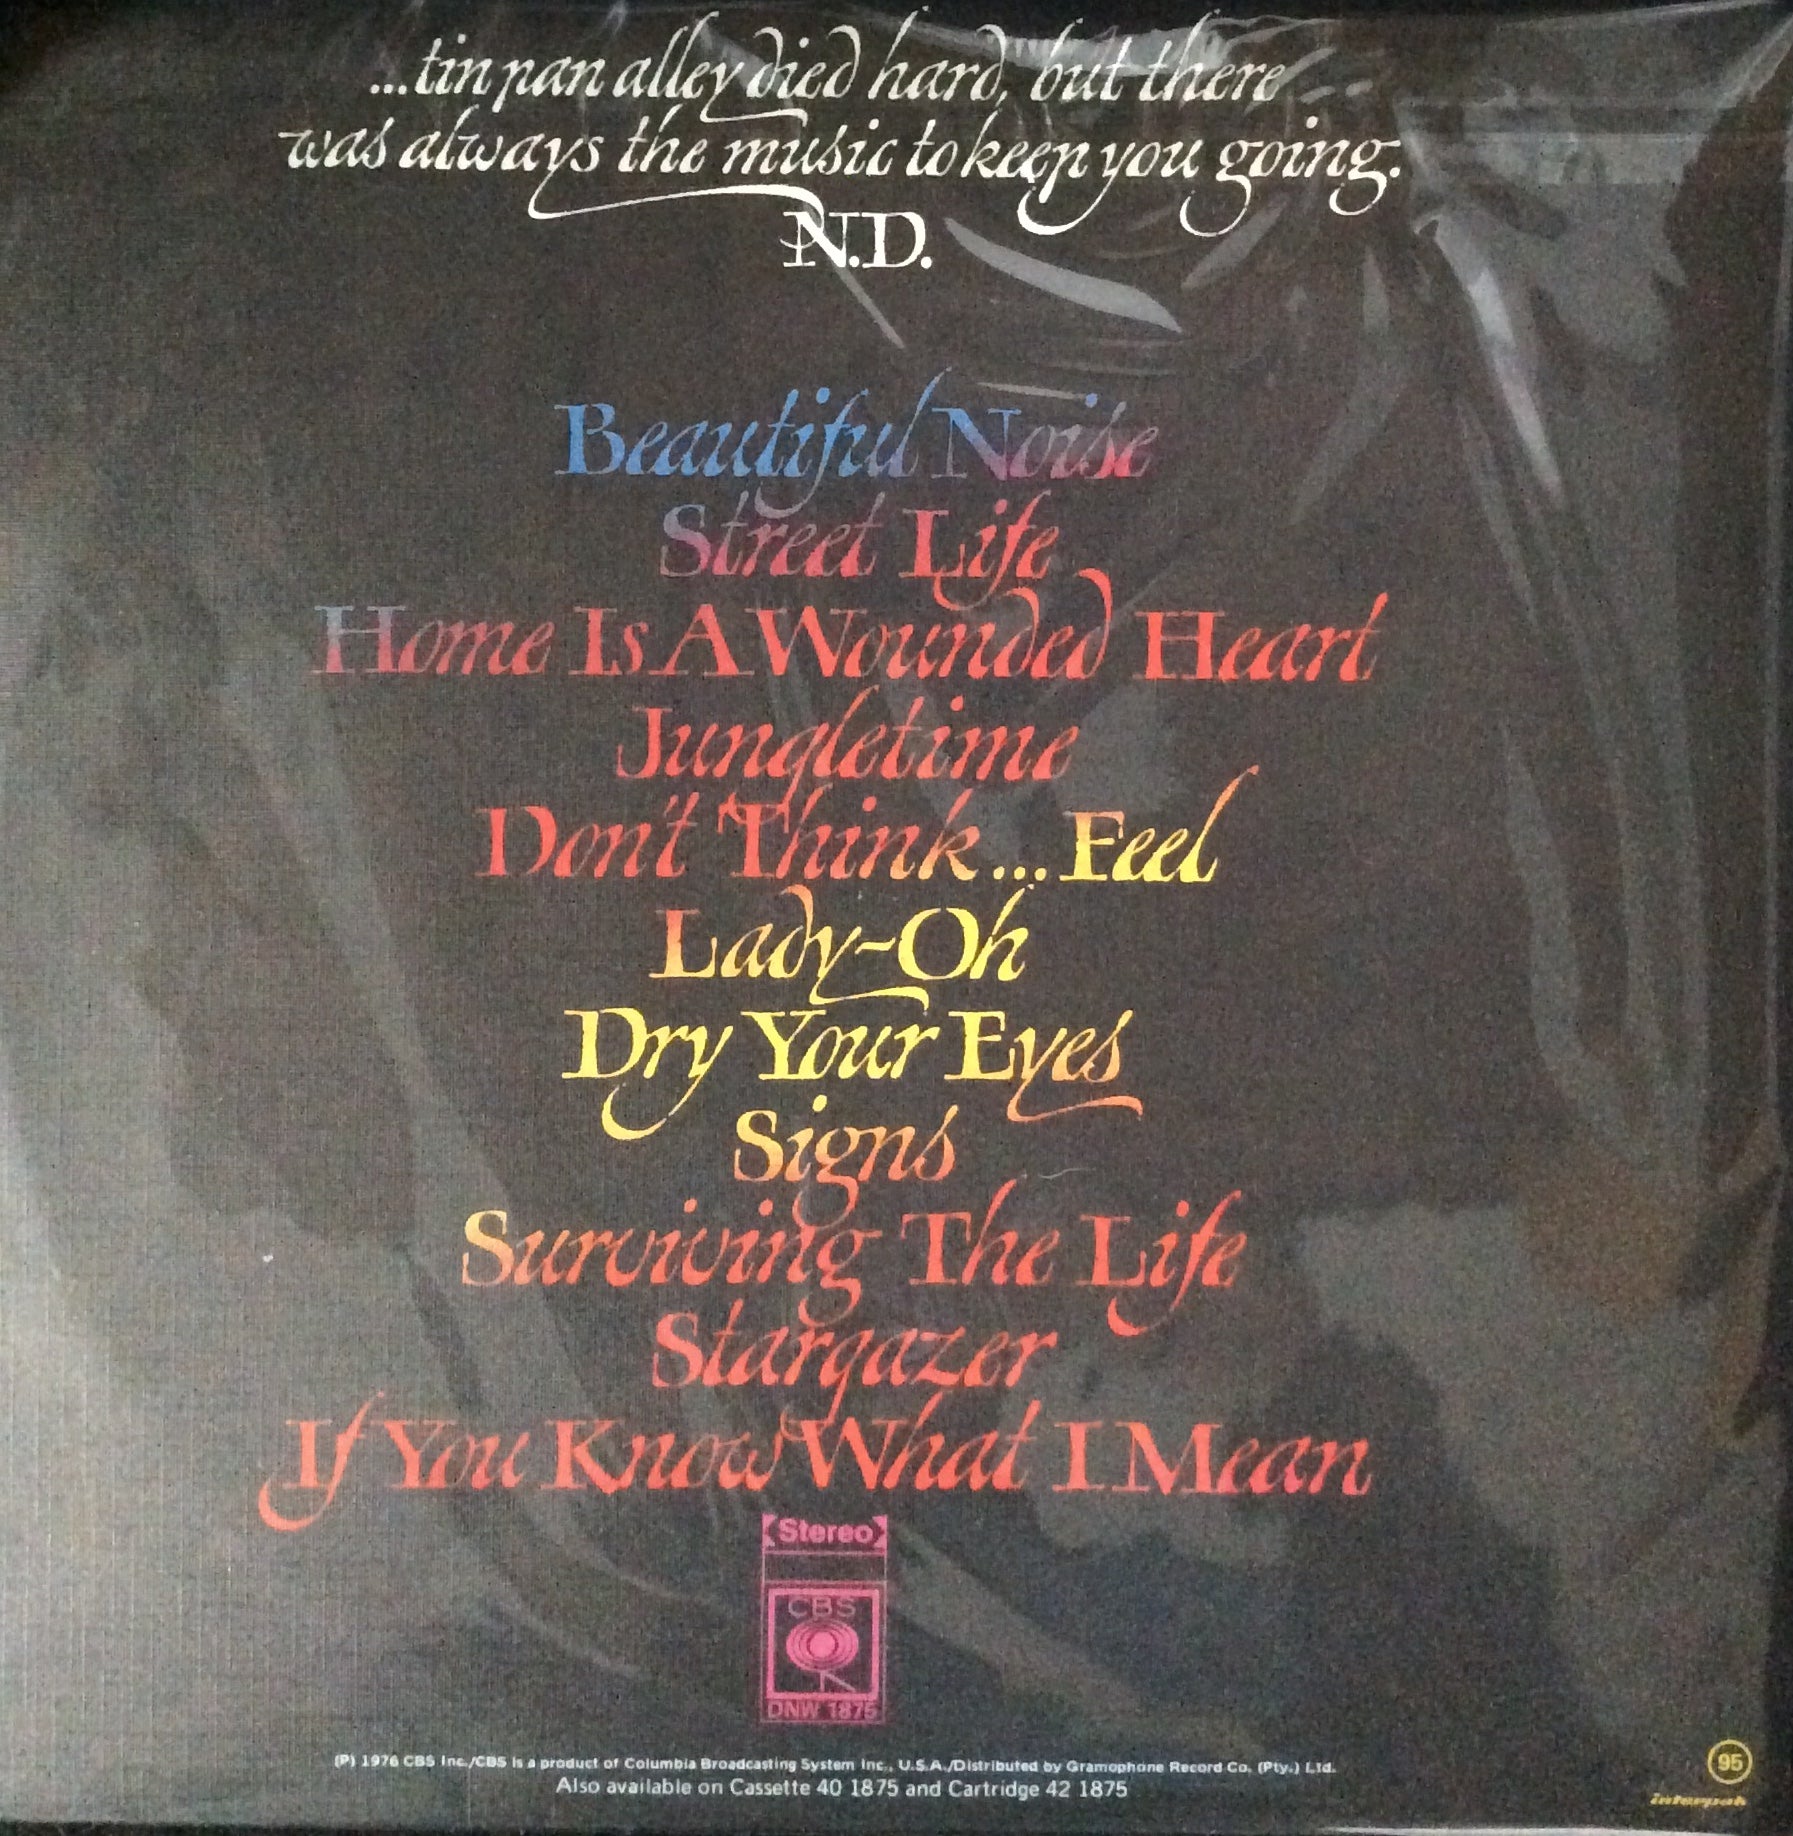 ...tin pan alley died hard, but there
was always the music to keep you going.
N.D.
Beautiful Noise
Street Life
Home Is A Wounded Heart
Jungletime
Don't Think...Feel
Lady-Oh
Dry Your Eyes
Signs
Surviving The Life
Stargazer
If You Know What I Mean
Stereo
CBS
DNW 1875
(P) 1976 CBS Inc./CBS is a product of Columbia Broadcasting System Inc., U.S.A./Distributed by Gramophone Record Co. (Pty.) Ltd.
Also available on Cassette 40 1875 and Cartridge 42 1875
95